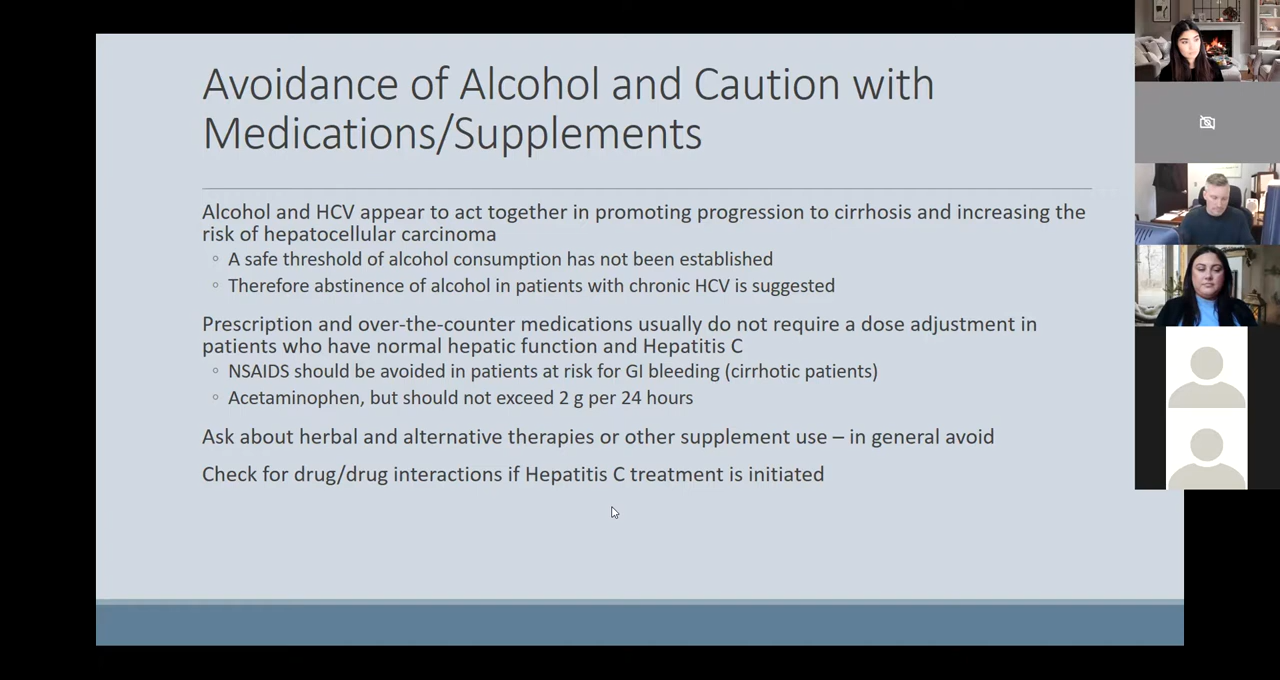 Avoidance of Alcohol and Caution with
Medications/Supplements
Alcohol and HCV appear to act together in promoting progression to cirrhosis and increasing the
risk of hepatocellular carcinoma
◦ A safe threshold of alcohol consumption has not been established
◦ Therefore abstinence of alcohol in patients with chronic HCV is suggested
Prescription and over-the-counter medications usually do not require a dose adjustment in
patients who have normal hepatic function and Hepatitis C
◦ NSAIDS should be avoided in patients at risk for GI bleeding (cirrhotic patients)
◦ Acetaminophen, but should not exceed 2 g per 24 hours
Ask about herbal and alternative therapies or other supplement use – in general avoid
Check for drug/drug interactions if Hepatitis C treatment is initiated